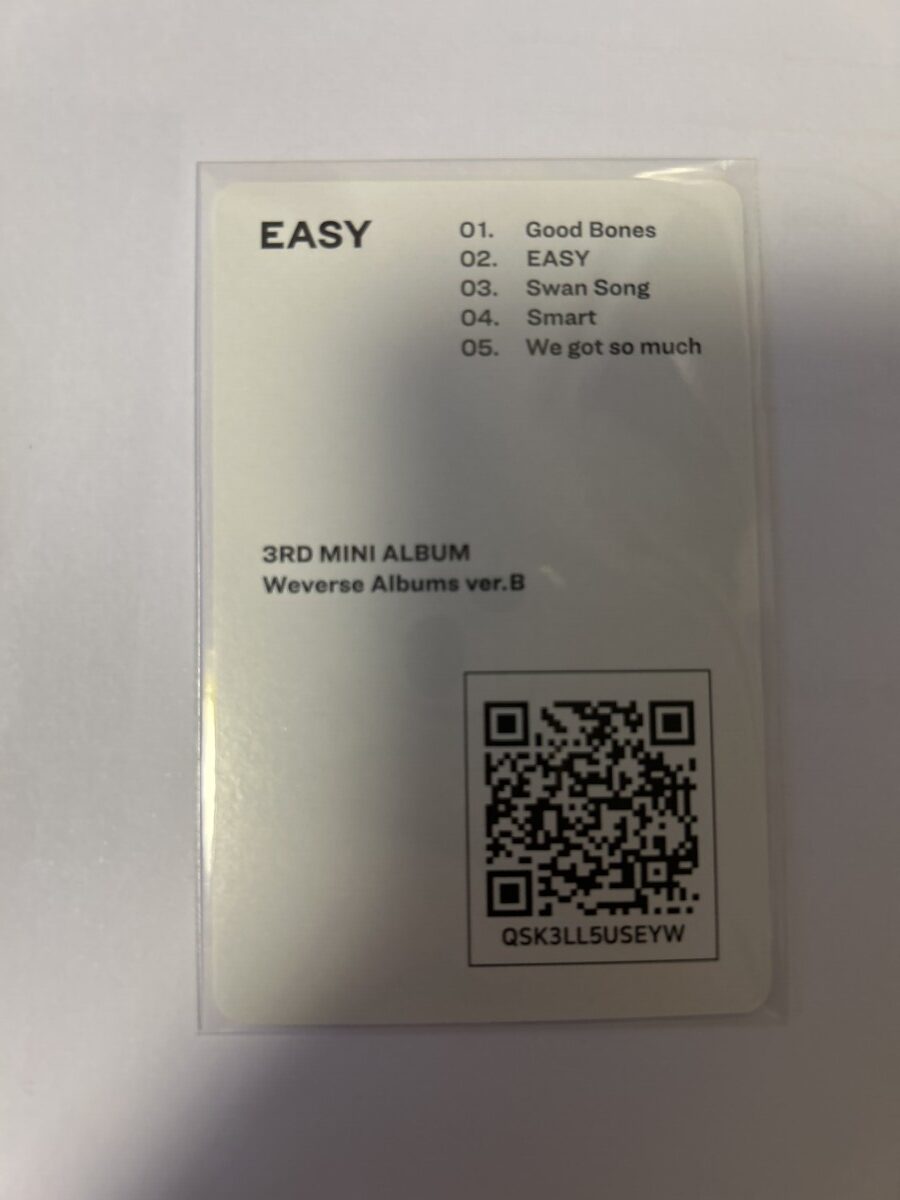 EASY
01. Good Bones
02. EASY
03. Swan Song
04. Smart
05. We got so much
3RD MINI ALBUM
Weverse Albums ver.B
QSK3LL5USEYW